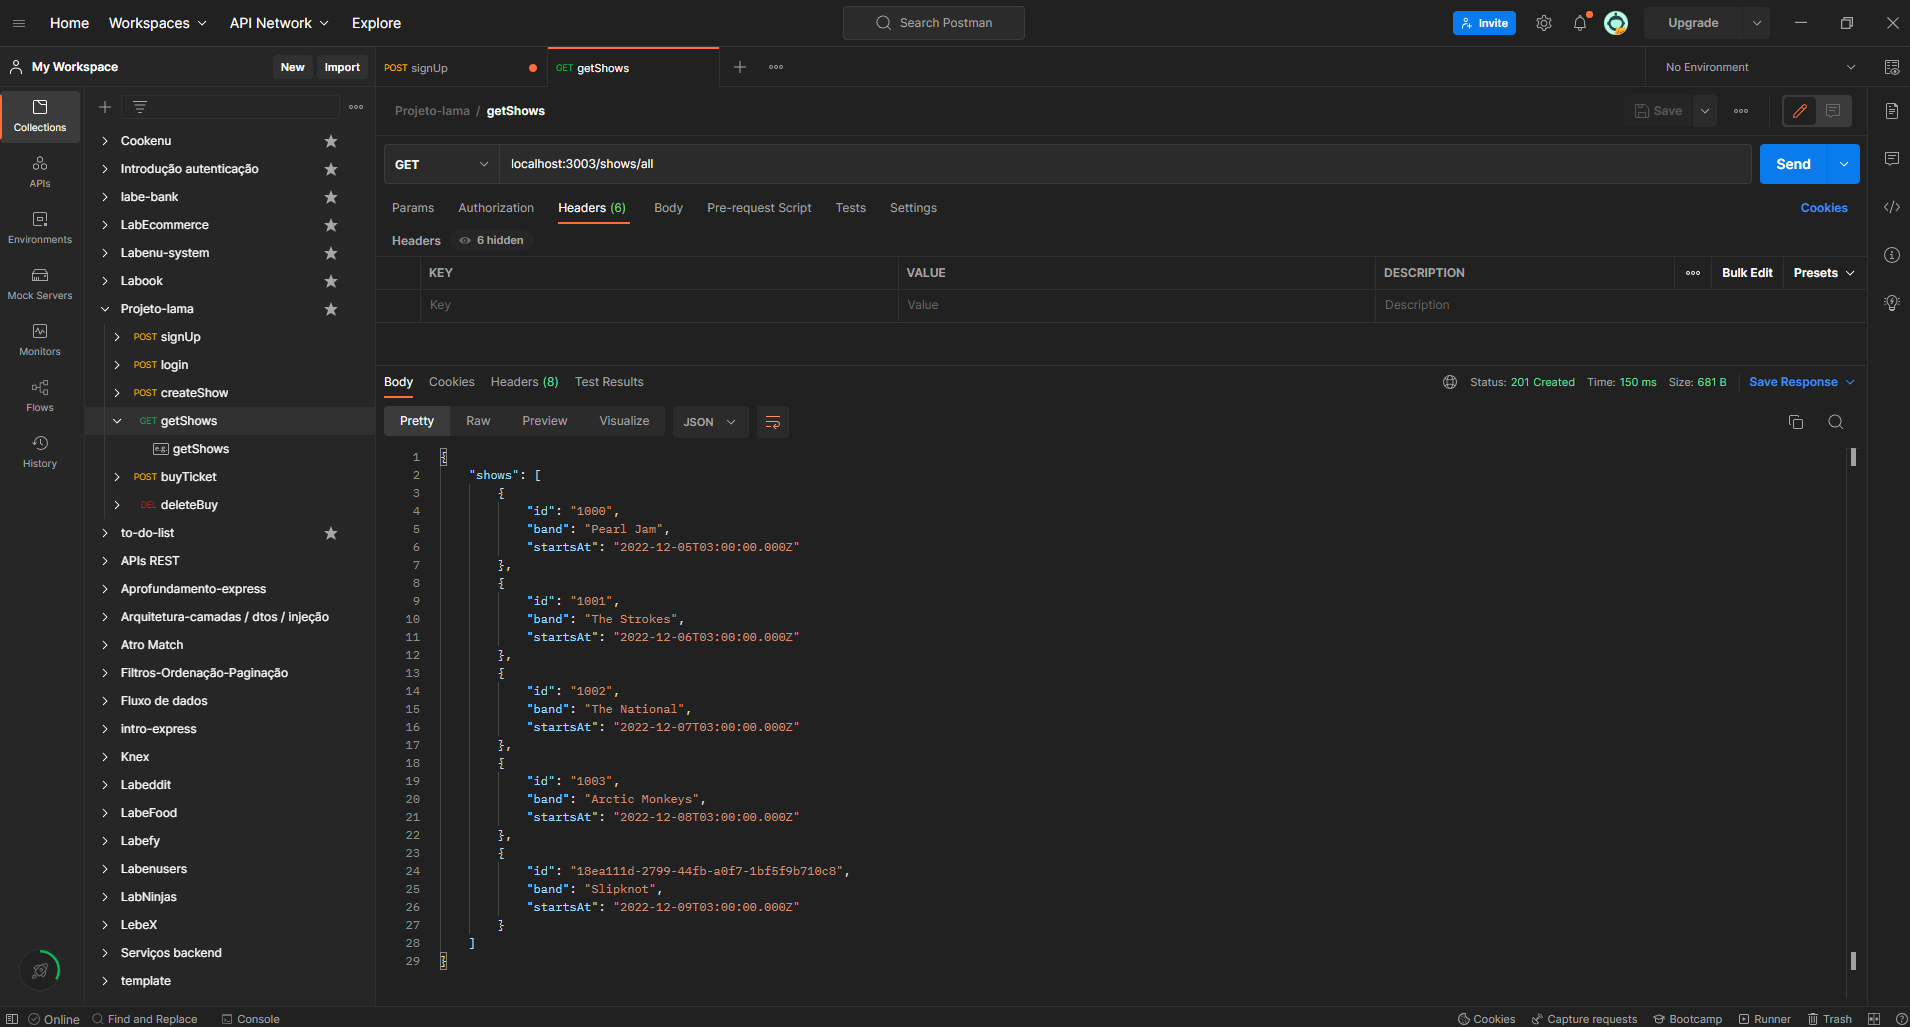 Home Workspaces API Network Explore Search Postman Invite Upgrade
My Workspace New Import POST signUp GET getShows No Environment
Projeto-lama / getShows Save
Collections
APIs
Environments
Mock Servers
Monitors
Flows
History
Cookenu
Introdução autenticação
labe-bank
LabEcommerce
Labenu-system
Labook
Projeto-lama
POST signUp
POST login
POST createShow
GET getShows
e.g. getShows
POST buyTicket
DEL deleteBuy
to-do-list
APIs REST
Aprofundamento-express
Arquitetura-camadas / dtos / injeção
Atro Match
Filtros-Ordenação-Paginação
Fluxo de dados
intro-express
Knex
Labeddit
LabeFood
Labefy
Labenusers
LabNinjas
LebeX
Serviços backend
template
GET localhost:3003/shows/all Send
Params Authorization Headers (6) Body Pre-request Script Tests Settings Cookies
Headers 6 hidden
KEY VALUE DESCRIPTION Bulk Edit Presets
Key Value Description
Body Cookies Headers (8) Test Results Status: 201 Created Time: 150 ms Size: 681 B Save Response
Pretty Raw Preview Visualize JSON
1 {
2 "shows": [
3 {
4 "id": "1000",
5 "band": "Pearl Jam",
6 "startsAt": "2022-12-05T03:00:00.000Z"
7 },
8 {
9 "id": "1001",
10 "band": "The Strokes",
11 "startsAt": "2022-12-06T03:00:00.000Z"
12 },
13 {
14 "id": "1002",
15 "band": "The National",
16 "startsAt": "2022-12-07T03:00:00.000Z"
17 },
18 {
19 "id": "1003",
20 "band": "Arctic Monkeys",
21 "startsAt": "2022-12-08T03:00:00.000Z"
22 },
23 {
24 "id": "18ea111d-2799-44fb-a0f7-1bf5f9b710c8",
25 "band": "Slipknot",
26 "startsAt": "2022-12-09T03:00:00.000Z"
27 }
28 ]
29 }
Online Find and Replace Console Cookies Capture requests Bootcamp Runner Trash